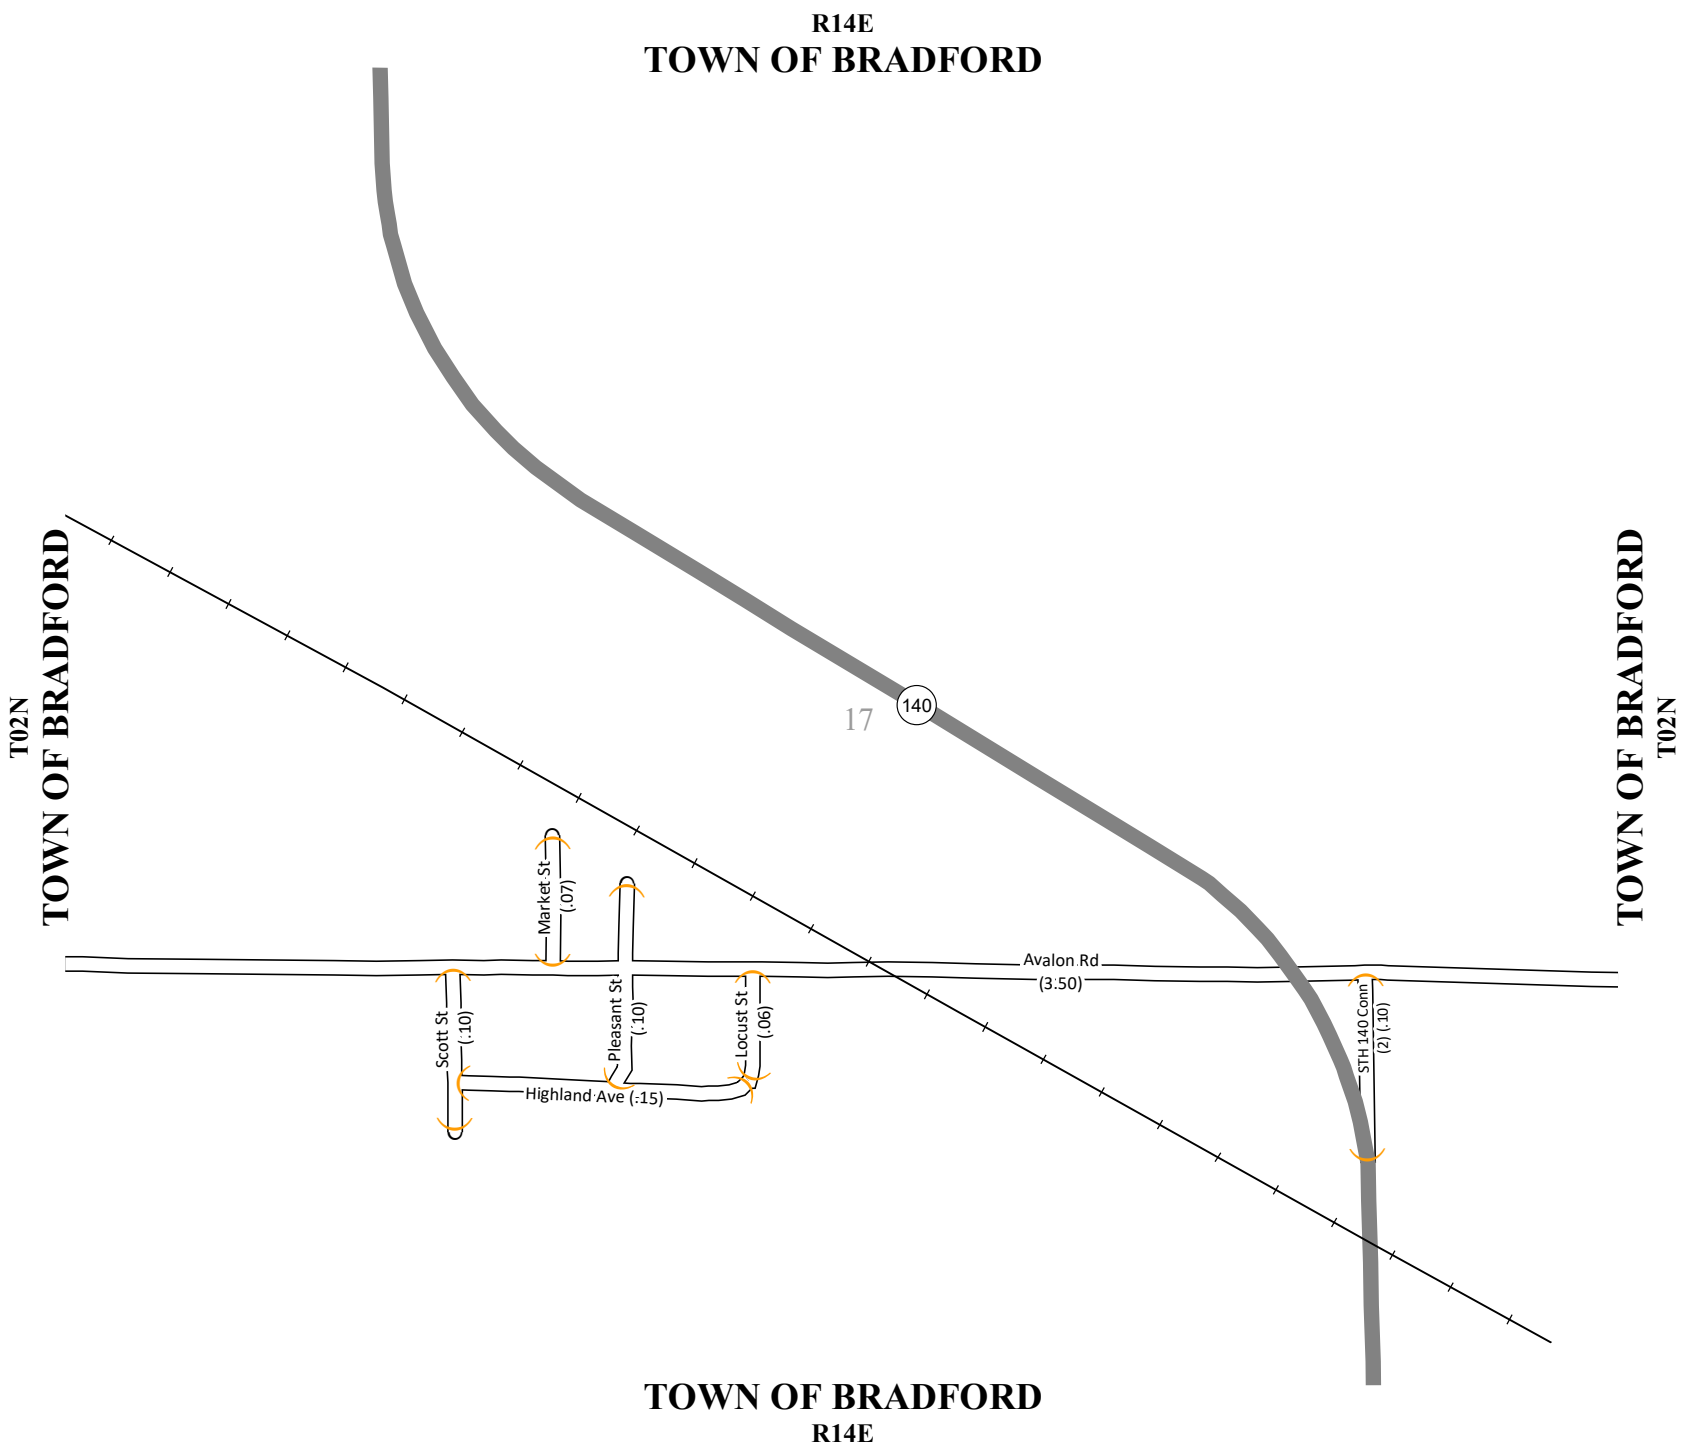 R14E
TOWN OF BRADFORD
T02N
TOWN OF BRADFORD
TOWN OF BRADFORD
T02N
17
140
Market St
(.07)
Avalon Rd
(3.50)
Scott St
(.10)
Pleasant St
(.10)
Locust St
(.06)
STH 140 Conn
(2) (.10)
Highland Ave (.15)
TOWN OF BRADFORD
R14E